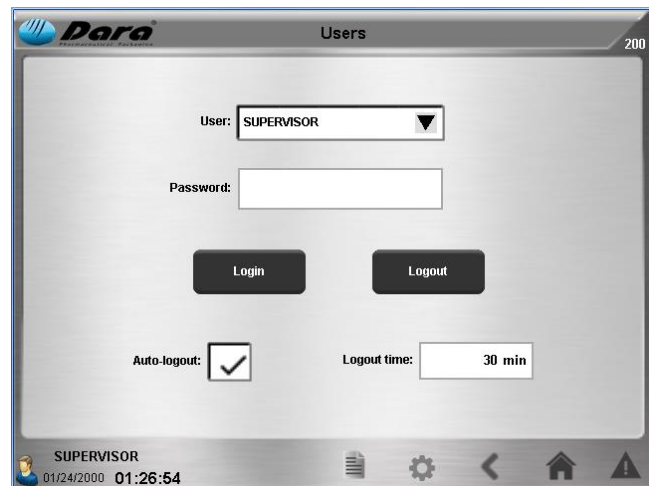 Dara
Pharmaceutical Packaging
Users
200
User: SUPERVISOR
Password:
Login Logout
Auto-logout: Logout time: 30 min
SUPERVISOR
01/24/2000 01:26:54